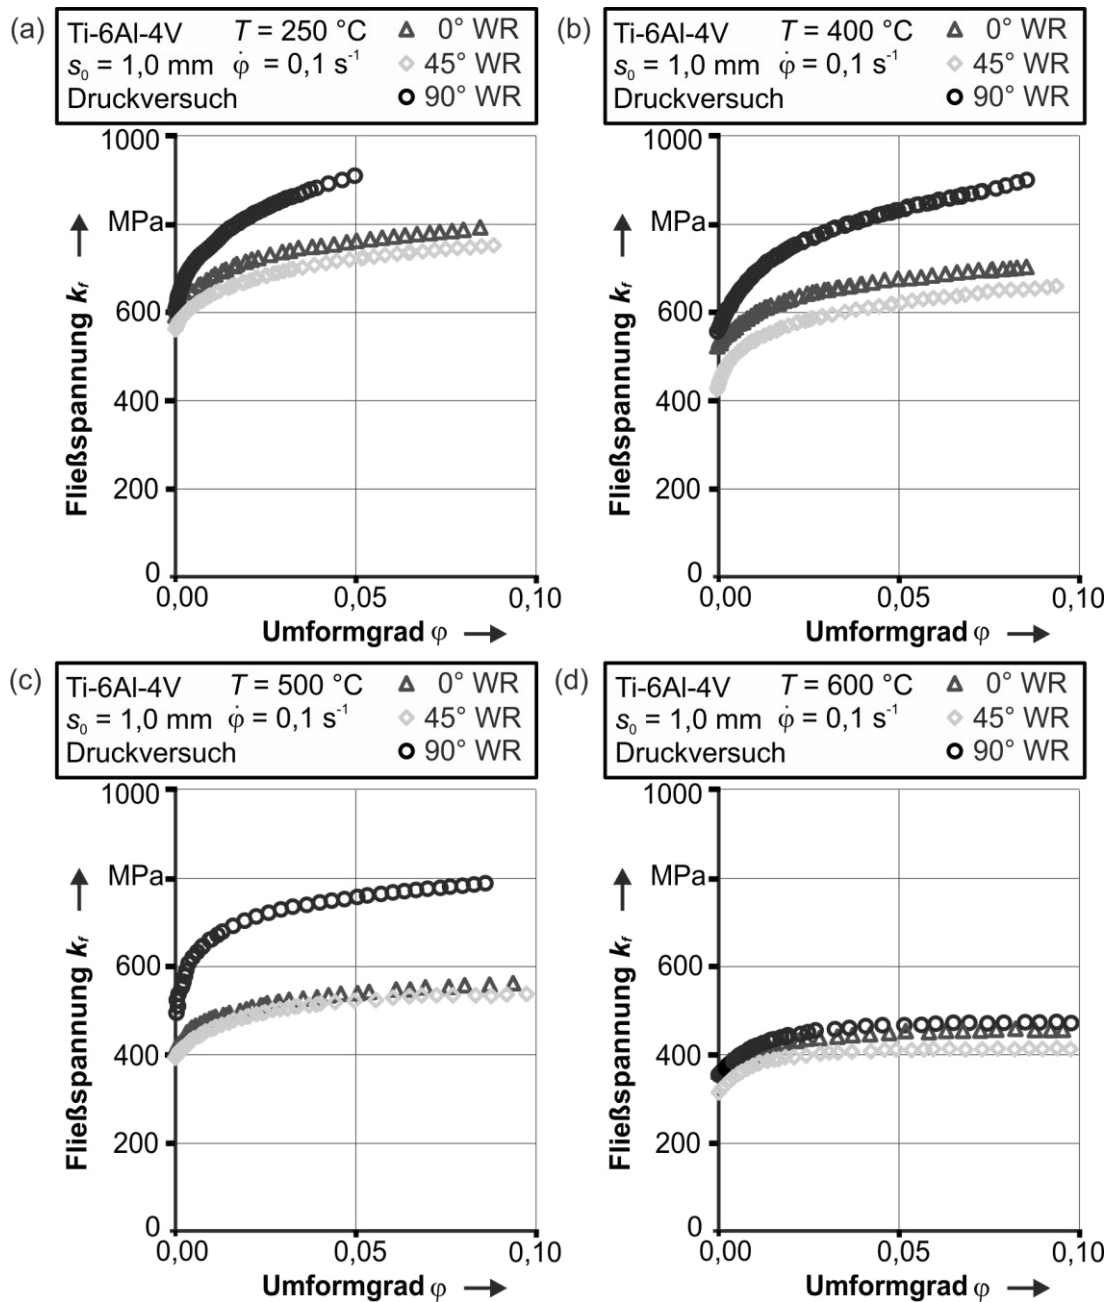 (a)
Ti-6Al-4V T = 250 °C 0° WR
s₀ = 1,0 mm φ̇ = 0,1 s⁻¹ 45° WR
Druckversuch 90° WR
1000
MPa
600
400
200
0
Fließspannung k_f
0,00 0,05 0,10
Umformgrad φ
(b)
Ti-6Al-4V T = 400 °C 0° WR
s₀ = 1,0 mm φ̇ = 0,1 s⁻¹ 45° WR
Druckversuch 90° WR
1000
MPa
600
400
200
0
Fließspannung k_f
0,00 0,05 0,10
Umformgrad φ
(c)
Ti-6Al-4V T = 500 °C 0° WR
s₀ = 1,0 mm φ̇ = 0,1 s⁻¹ 45° WR
Druckversuch 90° WR
1000
MPa
600
400
200
0
Fließspannung k_f
0,00 0,05 0,10
Umformgrad φ
(d)
Ti-6Al-4V T = 600 °C 0° WR
s₀ = 1,0 mm φ̇ = 0,1 s⁻¹ 45° WR
Druckversuch 90° WR
1000
MPa
600
400
200
0
Fließspannung k_f
0,00 0,05 0,10
Umformgrad φ